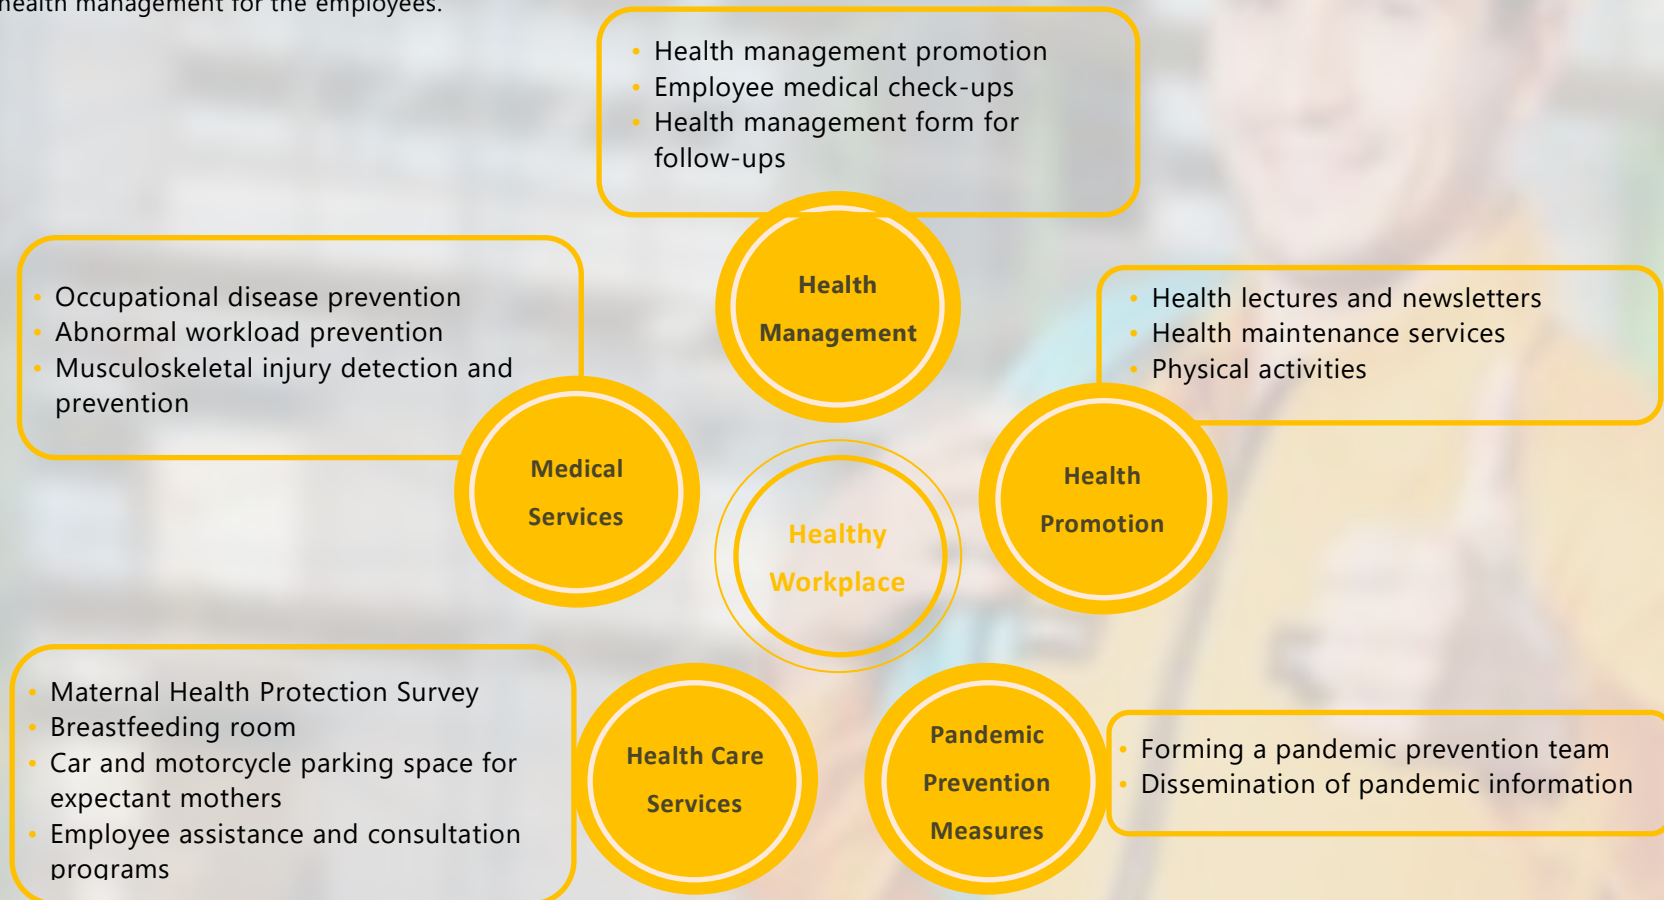 health management for the employees.
• Health management promotion
• Employee medical check-ups
• Health management form for
follow-ups
Health
Management
• Occupational disease prevention
• Abnormal workload prevention
• Musculoskeletal injury detection and
prevention
Medical
Services
• Health lectures and newsletters
• Health maintenance services
• Physical activities
Health
Promotion
Healthy
Workplace
• Maternal Health Protection Survey
• Breastfeeding room
• Car and motorcycle parking space for
expectant mothers
• Employee assistance and consultation
programs
Health Care
Services
Pandemic
Prevention
Measures
• Forming a pandemic prevention team
• Dissemination of pandemic information